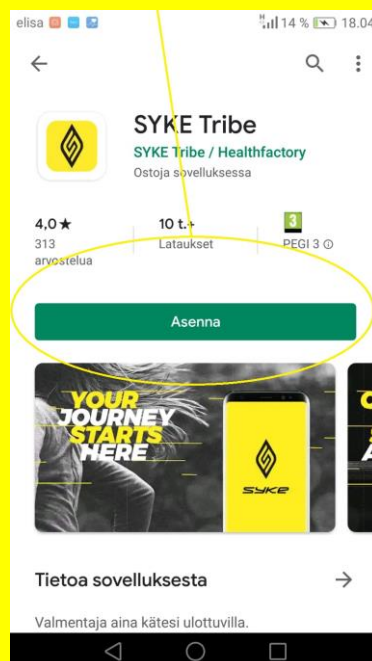 elisa
H 14 % 18.04
SYKE Tribe
SYKE Tribe / Healthfactory
Ostoja sovelluksessa
4,0★
313
arvostelua
10 t.+
Lataukset
3
PEGI 3
Asenna
YOUR
JOURNEY
STARTS
HERE
SYKE
Tietoa sovelluksesta
Valmentaja aina kätesi ulottuvilla.